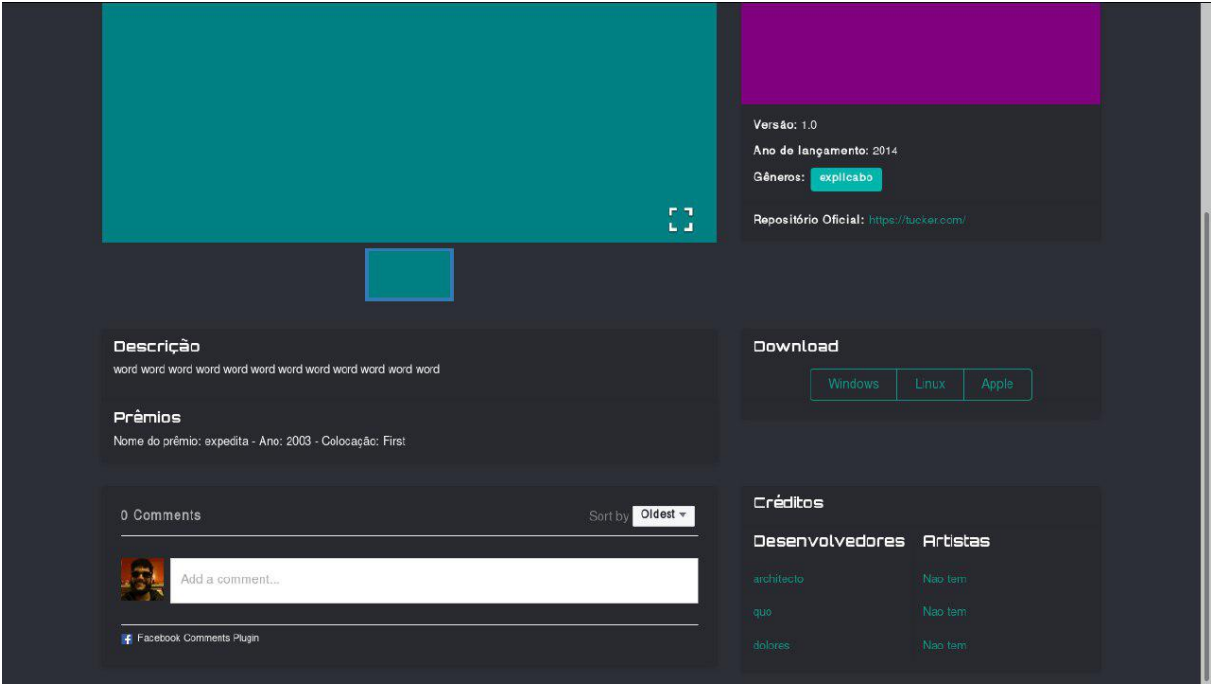 Versão: 1.0
Ano de lançamento: 2014
Gêneros: explicabo
Repositório Oficial: https://tucker.com/
Descrição
word word word word word word word word word word word word
Prêmios
Nome do prêmio: expedita - Ano: 2003 - Colocação: First
Download
Windows Linux Apple
0 Comments Sort by Oldest
Add a comment...
Facebook Comments Plugin
Créditos
Desenvolvedores Artistas
architecto Nao tem
quo Nao tem
dolores Nao tem